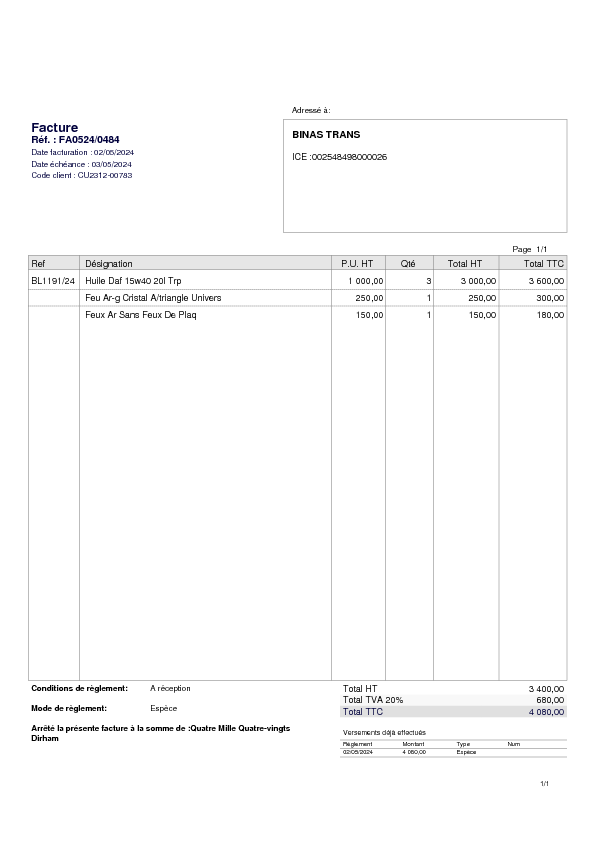 Adressé à:
Facture
Réf. : FA0524/0484
Date facturation : 02/05/2024
Date échéance : 03/05/2024
Code client : CU2312-00783
BINAS TRANS
ICE :002548498000026
Page 1/1
Ref Désignation P.U. HT Qté Total HT Total TTC
BL1191/24 Huile Daf 15w40 20l Trp 1 000,00 3 3 000,00 3 600,00
Feu Ar-g Cristal A/triangle Univers 250,00 1 250,00 300,00
Feux Ar Sans Feux De Plaq 150,00 1 150,00 180,00
Conditions de règlement: A réception
Mode de règlement: Espèce
Arrêté la présente facture à la somme de :Quatre Mille Quatre-vingts
Dirham
Total HT 3 400,00
Total TVA 20% 680,00
Total TTC 4 080,00
Versements déjà effectués
Règlement Montant Type Num
02/05/2024 4 080,00 Espèce
1/1